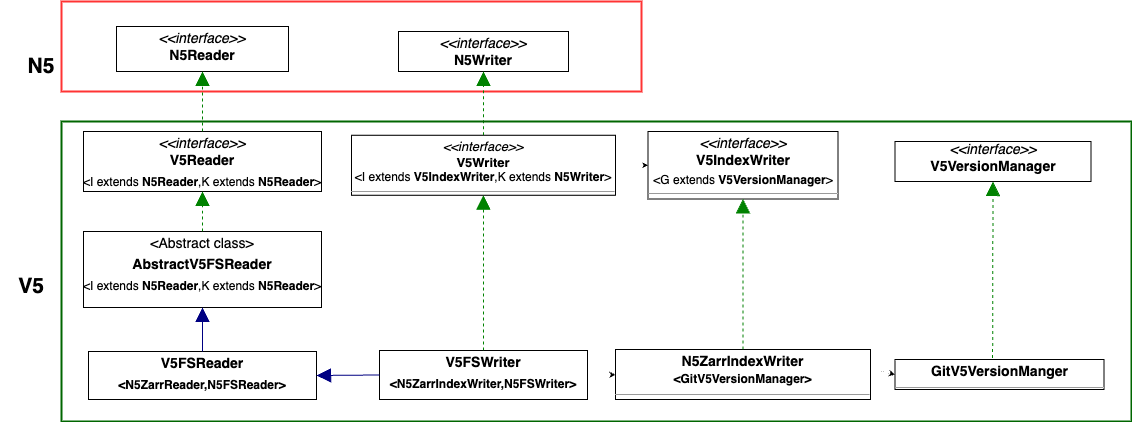 N5
<<interface>>
N5Reader
<<interface>>
N5Writer
V5
<<interface>>
V5Reader
<I extends N5Reader,K extends N5Reader>
<<interface>>
V5Writer
<I extends V5IndexWriter,K extends N5Writer>
<<interface>>
V5IndexWriter
<G extends V5VersionManager>
<<interface>>
V5VersionManager
<Abstract class>
AbstractV5FSReader
<I extends N5Reader,K extends N5Reader>
V5FSReader
<N5ZarrReader,N5FSReader>
V5FSWriter
<N5ZarrIndexWriter,N5FSWriter>
N5ZarrIndexWriter
<GitV5VersionManager>
GitV5VersionManger